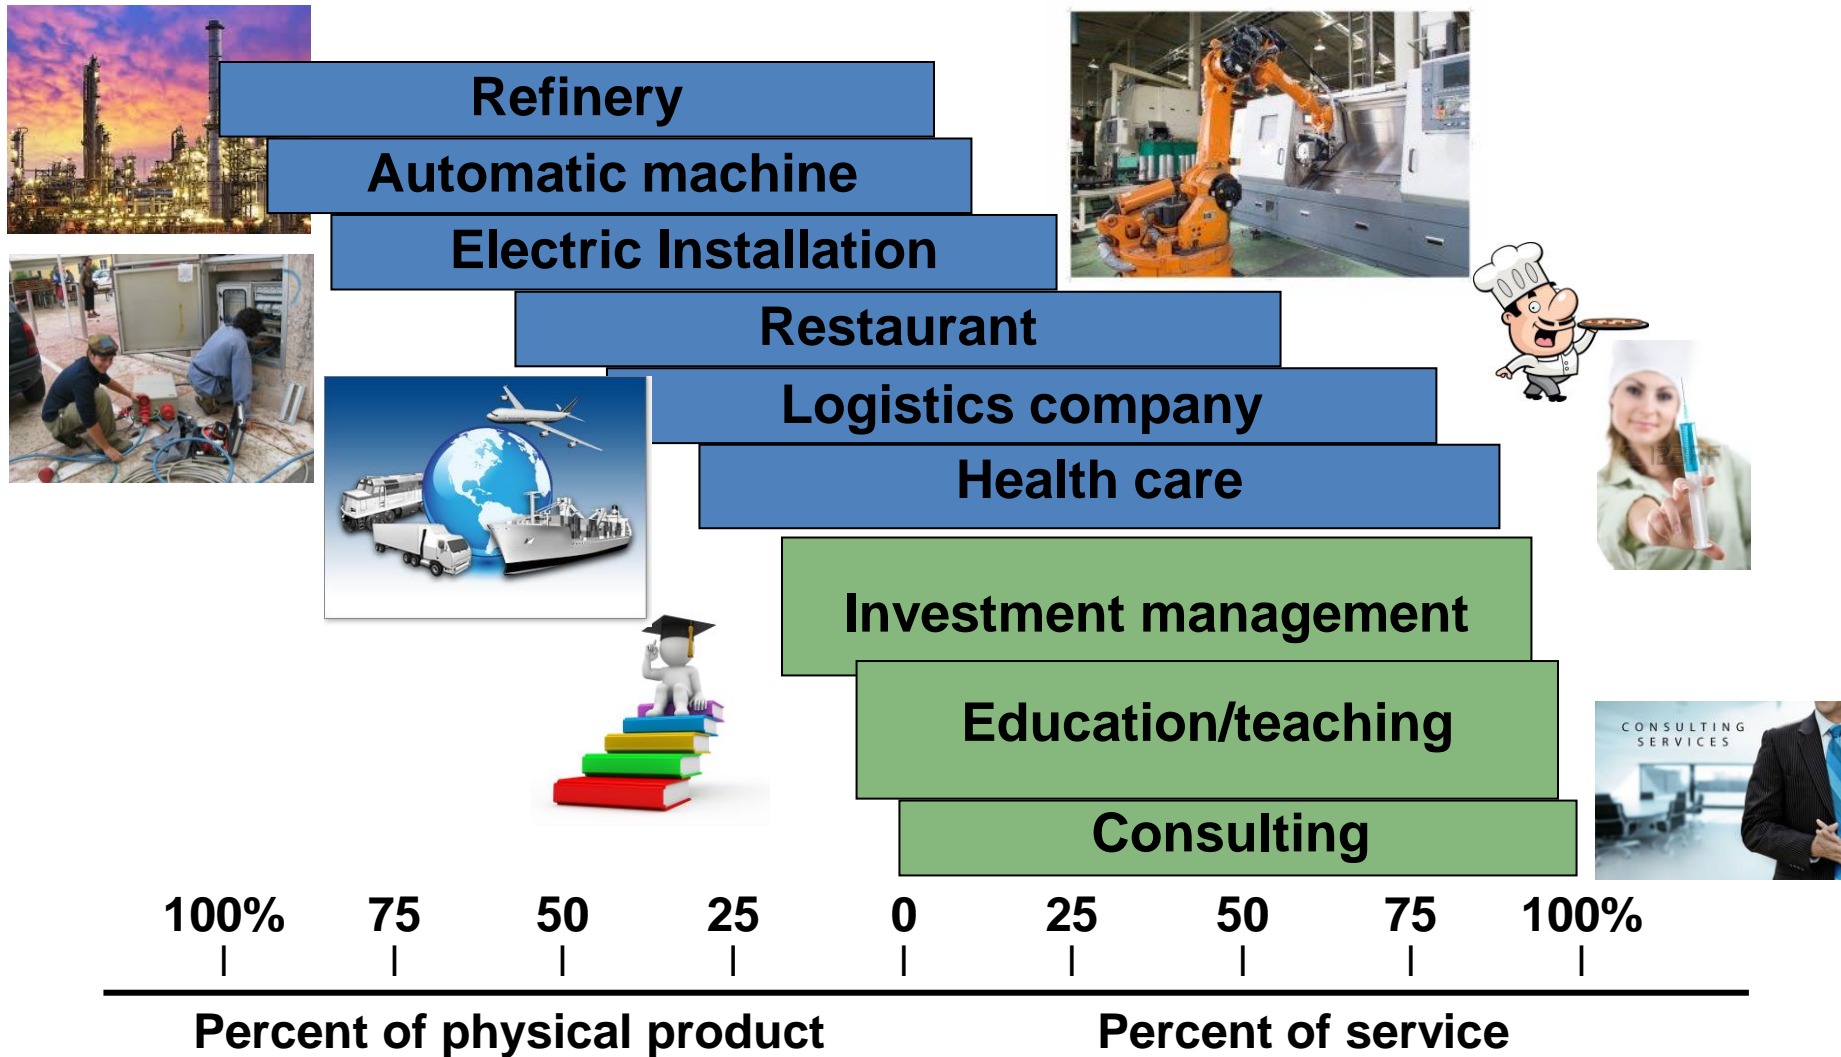 Refinery
Automatic machine
Electric Installation
Restaurant
Logistics company
Health care
Investment management
Education/teaching
CONSULTING
SERVICES
Consulting
100% 75 50 25 0 25 50 75 100%
Percent of physical product Percent of service